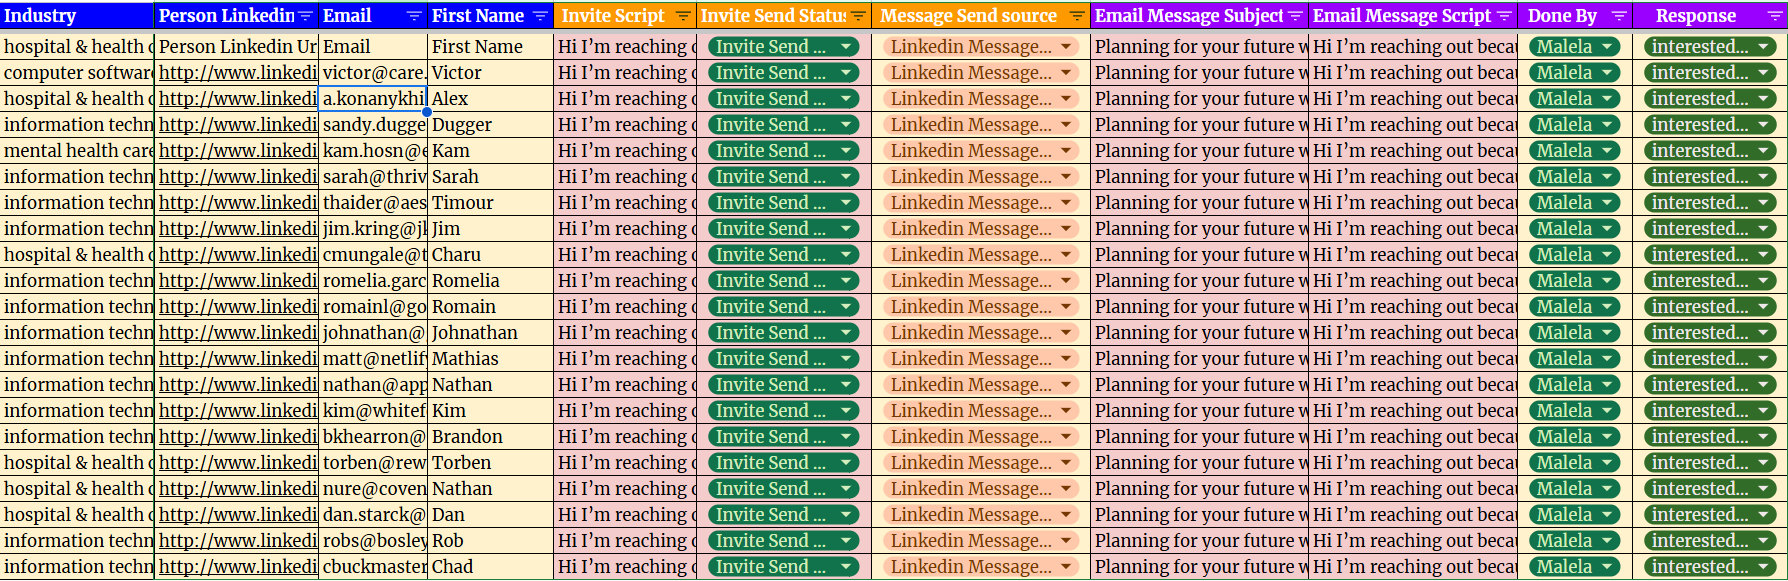 Industry Person Linkedin Email First Name Invite Script Invite Send Status Message Send source Email Message Subject Email Message Script Done By Response
hospital & health c Person Linkedin Ur Email First Name Hi I’m reaching o Invite Send ... Linkedin Message... Planning for your future w Hi I’m reaching out becau Malela interested...
computer software http://www.linkedi victor@care. Victor Hi I’m reaching o Invite Send ... Linkedin Message... Planning for your future w Hi I’m reaching out becau Malela interested...
hospital & health c http://www.linkedi a.konanykhi Alex Hi I’m reaching o Invite Send ... Linkedin Message... Planning for your future w Hi I’m reaching out becau Malela interested...
information techn http://www.linkedi sandy.dugge Dugger Hi I’m reaching o Invite Send ... Linkedin Message... Planning for your future w Hi I’m reaching out becau Malela interested...
mental health care http://www.linkedi kam.hosn@e Kam Hi I’m reaching o Invite Send ... Linkedin Message... Planning for your future w Hi I’m reaching out becau Malela interested...
information techn http://www.linkedi sarah@thriv Sarah Hi I’m reaching o Invite Send ... Linkedin Message... Planning for your future w Hi I’m reaching out becau Malela interested...
information techn http://www.linkedi thaider@aes Timour Hi I’m reaching o Invite Send ... Linkedin Message... Planning for your future w Hi I’m reaching out becau Malela interested...
information techn http://www.linkedi jim.kring@jk Jim Hi I’m reaching o Invite Send ... Linkedin Message... Planning for your future w Hi I’m reaching out becau Malela interested...
hospital & health c http://www.linkedi cmungale@t Charu Hi I’m reaching o Invite Send ... Linkedin Message... Planning for your future w Hi I’m reaching out becau Malela interested...
information techn http://www.linkedi romelia.garc Romelia Hi I’m reaching o Invite Send ... Linkedin Message... Planning for your future w Hi I’m reaching out becau Malela interested...
information techn http://www.linkedi romainl@go Romain Hi I’m reaching o Invite Send ... Linkedin Message... Planning for your future w Hi I’m reaching out becau Malela interested...
information techn http://www.linkedi johnathan@ Johnathan Hi I’m reaching o Invite Send ... Linkedin Message... Planning for your future w Hi I’m reaching out becau Malela interested...
information techn http://www.linkedi matt@netlify Mathias Hi I’m reaching o Invite Send ... Linkedin Message... Planning for your future w Hi I’m reaching out becau Malela interested...
information techn http://www.linkedi nathan@app Nathan Hi I’m reaching o Invite Send ... Linkedin Message... Planning for your future w Hi I’m reaching out becau Malela interested...
information techn http://www.linkedi kim@whitef Kim Hi I’m reaching o Invite Send ... Linkedin Message... Planning for your future w Hi I’m reaching out becau Malela interested...
information techn http://www.linkedi bkhearron@ Brandon Hi I’m reaching o Invite Send ... Linkedin Message... Planning for your future w Hi I’m reaching out becau Malela interested...
hospital & health c http://www.linkedi torben@rew Torben Hi I’m reaching o Invite Send ... Linkedin Message... Planning for your future w Hi I’m reaching out becau Malela interested...
hospital & health c http://www.linkedi nure@coven Nathan Hi I’m reaching o Invite Send ... Linkedin Message... Planning for your future w Hi I’m reaching out becau Malela interested...
hospital & health c http://www.linkedi dan.starck@ Dan Hi I’m reaching o Invite Send ... Linkedin Message... Planning for your future w Hi I’m reaching out becau Malela interested...
information techn http://www.linkedi robs@bosley Rob Hi I’m reaching o Invite Send ... Linkedin Message... Planning for your future w Hi I’m reaching out becau Malela interested...
information techn http://www.linkedi cbuckmaster Chad Hi I’m reaching o Invite Send ... Linkedin Message... Planning for your future w Hi I’m reaching out becau Malela interested...